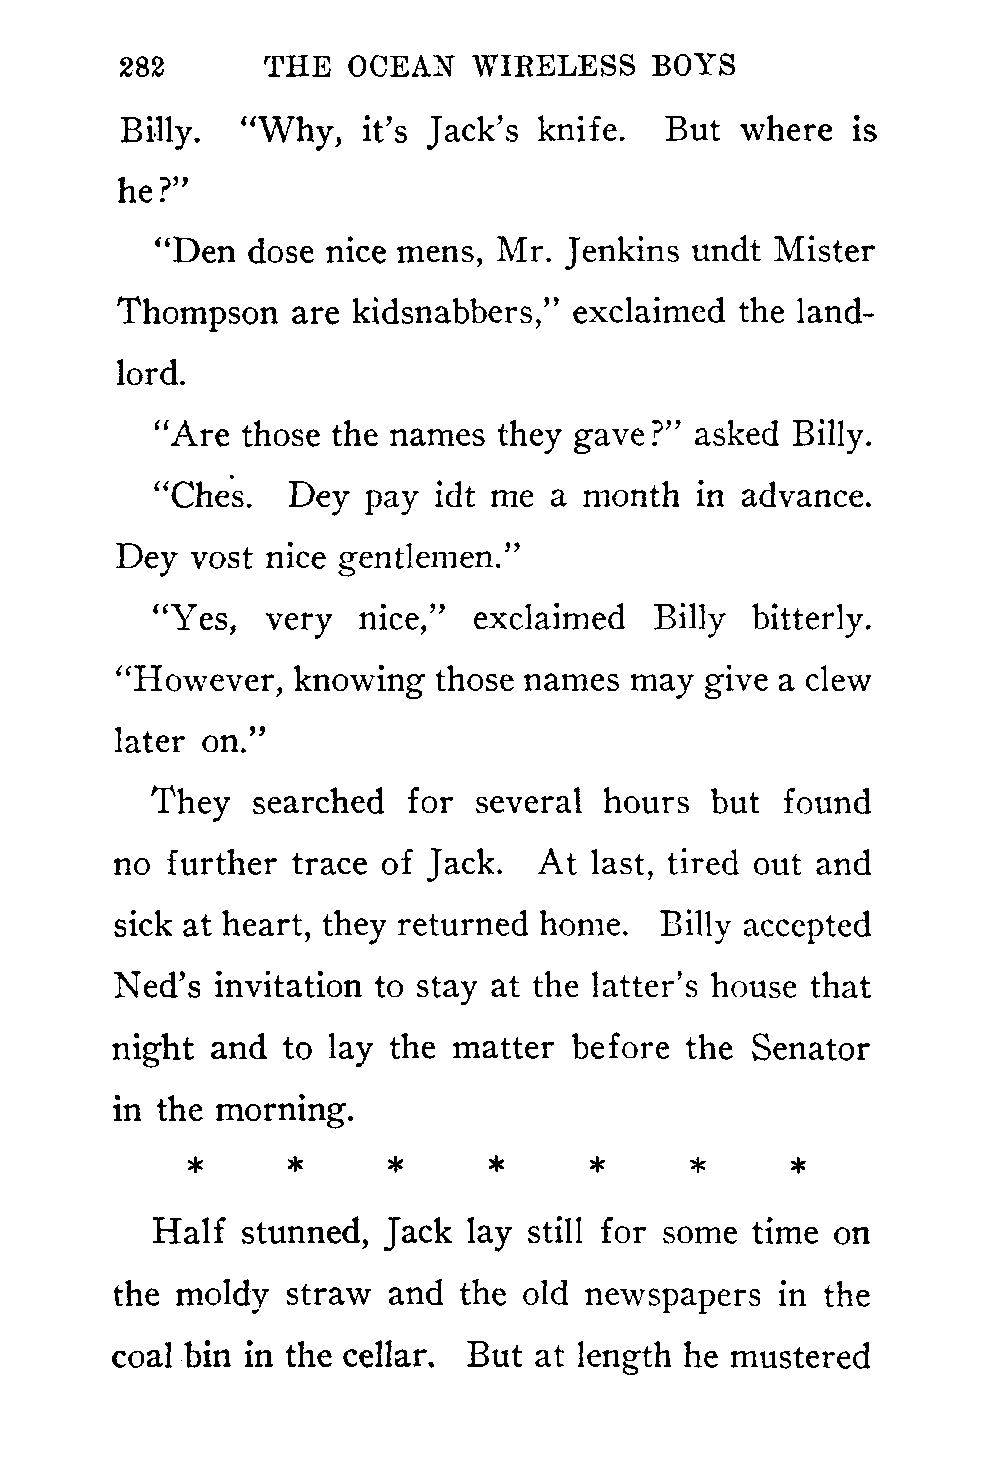 282 THE OCEAN WIRELESS BOYS
Billy. “Why, it’s Jack’s knife. But where is
he?”
“Den dose nice mens, Mr. Jenkins undt Mister
Thompson are kidsnabbers,” exclaimed the land-
lord.
“Are those the names they gave?” asked Billy.
“Ches. Dey pay idt me a month in advance.
Dey vost nice gentlemen.”
“Yes, very nice,” exclaimed Billy bitterly.
“However, knowing those names may give a clew
later on.”
They searched for several hours but found
no further trace of Jack. At last, tired out and
sick at heart, they returned home. Billy accepted
Ned’s invitation to stay at the latter’s house that
night and to lay the matter before the Senator
in the morning.
* * * * * * *
Half stunned, Jack lay still for some time on
the moldy straw and the old newspapers in the
coal bin in the cellar. But at length he mustered